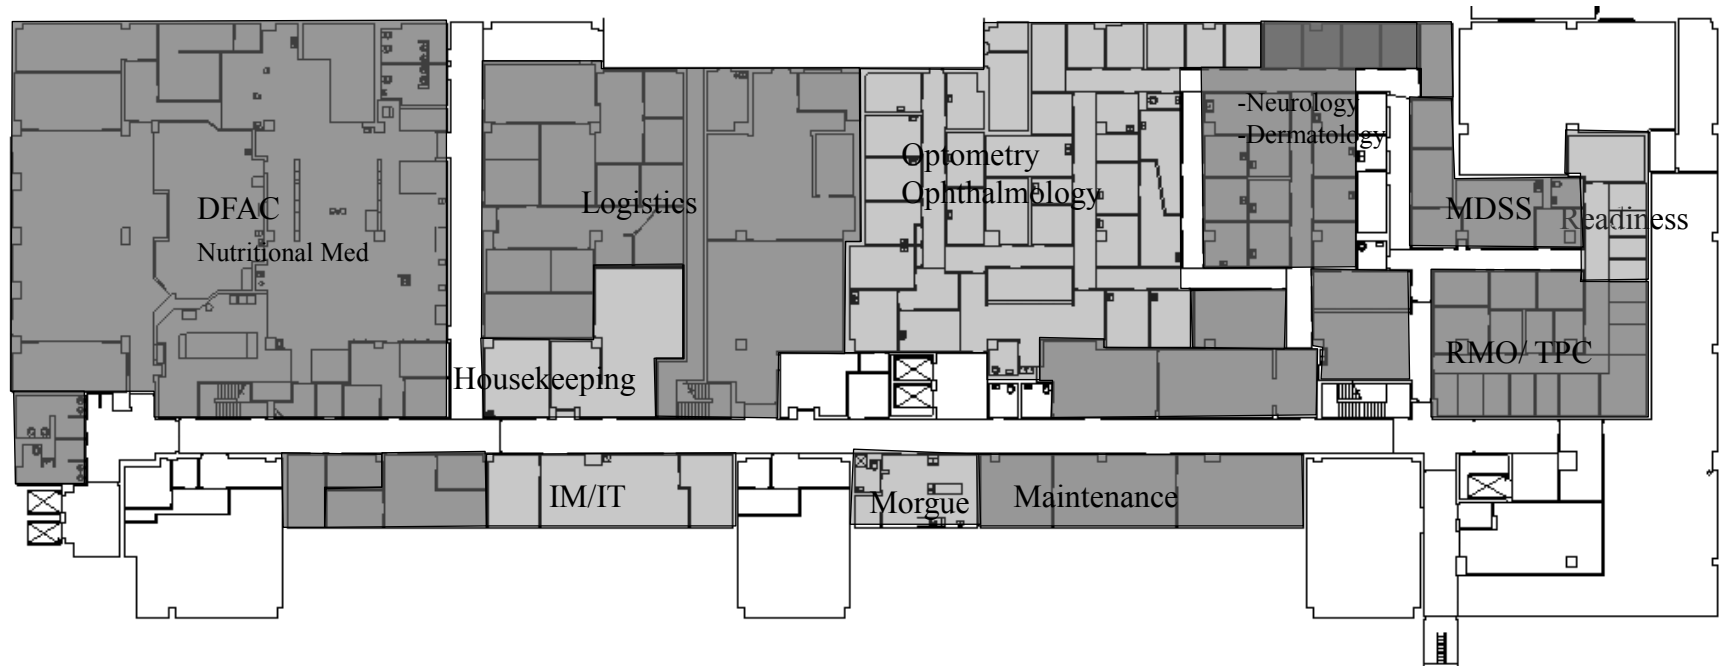 DFAC
Nutritional Med
Logistics
Housekeeping
Optometry
Ophthalmology
-Neurology
-Dermatology
MDSS
Readiness
RMO/ TPC
IM/IT
Morgue
Maintenance